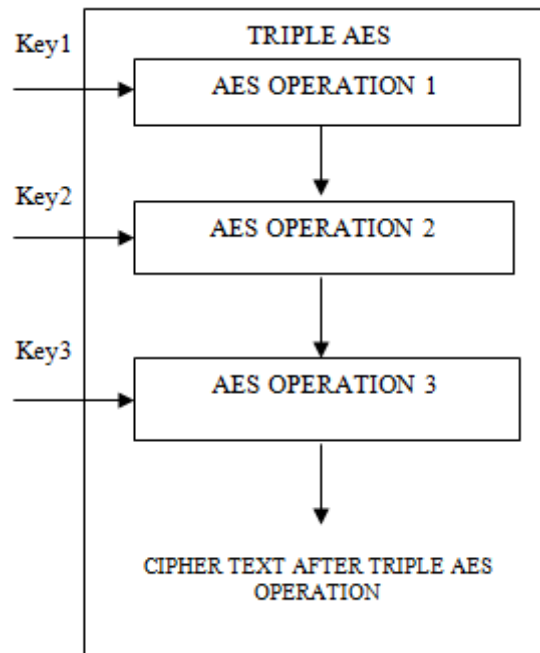 TRIPLE AES
Key1
AES OPERATION 1
Key2
AES OPERATION 2
Key3
AES OPERATION 3
CIPHER TEXT AFTER TRIPLE AES
OPERATION